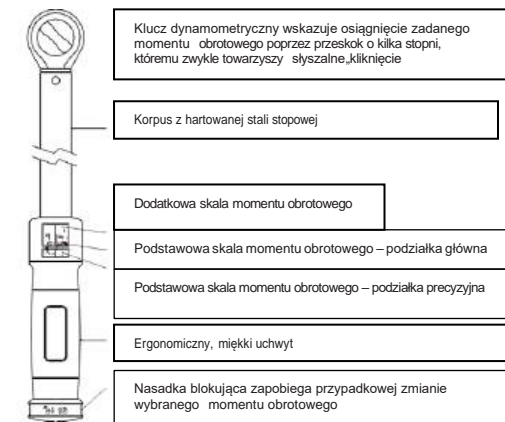 Klucz dynamometryczny wskazuje osiągnięcie zadanego
momentu obrotowego poprzez przeskok o kilka stopni,
któremu zwykle towarzyszy słyszalne„kliknięcie
Korpus z hartowanej stali stopowej
Dodatkowa skala momentu obrotowego
Podstawowa skala momentu obrotowego – podziałka główna
Podstawowa skala momentu obrotowego – podziałka precyzyjna
Ergonomiczny, miękki uchwyt
Nasadka blokująca zapobiega przypadkowej zmianie
wybranego momentu obrotowego